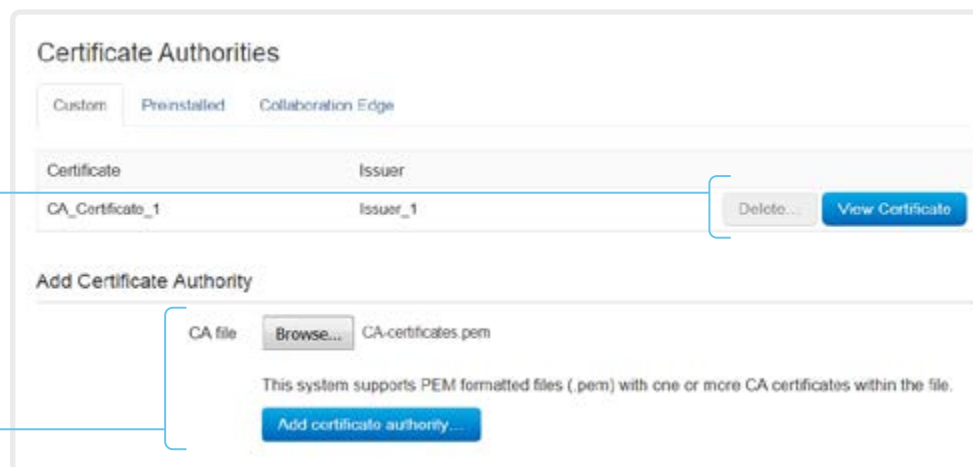 Certificate Authorities
Custom Preinstalled Collaboration Edge
Certificate Issuer
CA_Certificate_1 Issuer_1 Delete... View Certificate
Add Certificate Authority
CA file Browse... CA-certificates.pem
This system supports PEM formatted files (.pem) with one or more CA certificates within the file.
Add certificate authority...